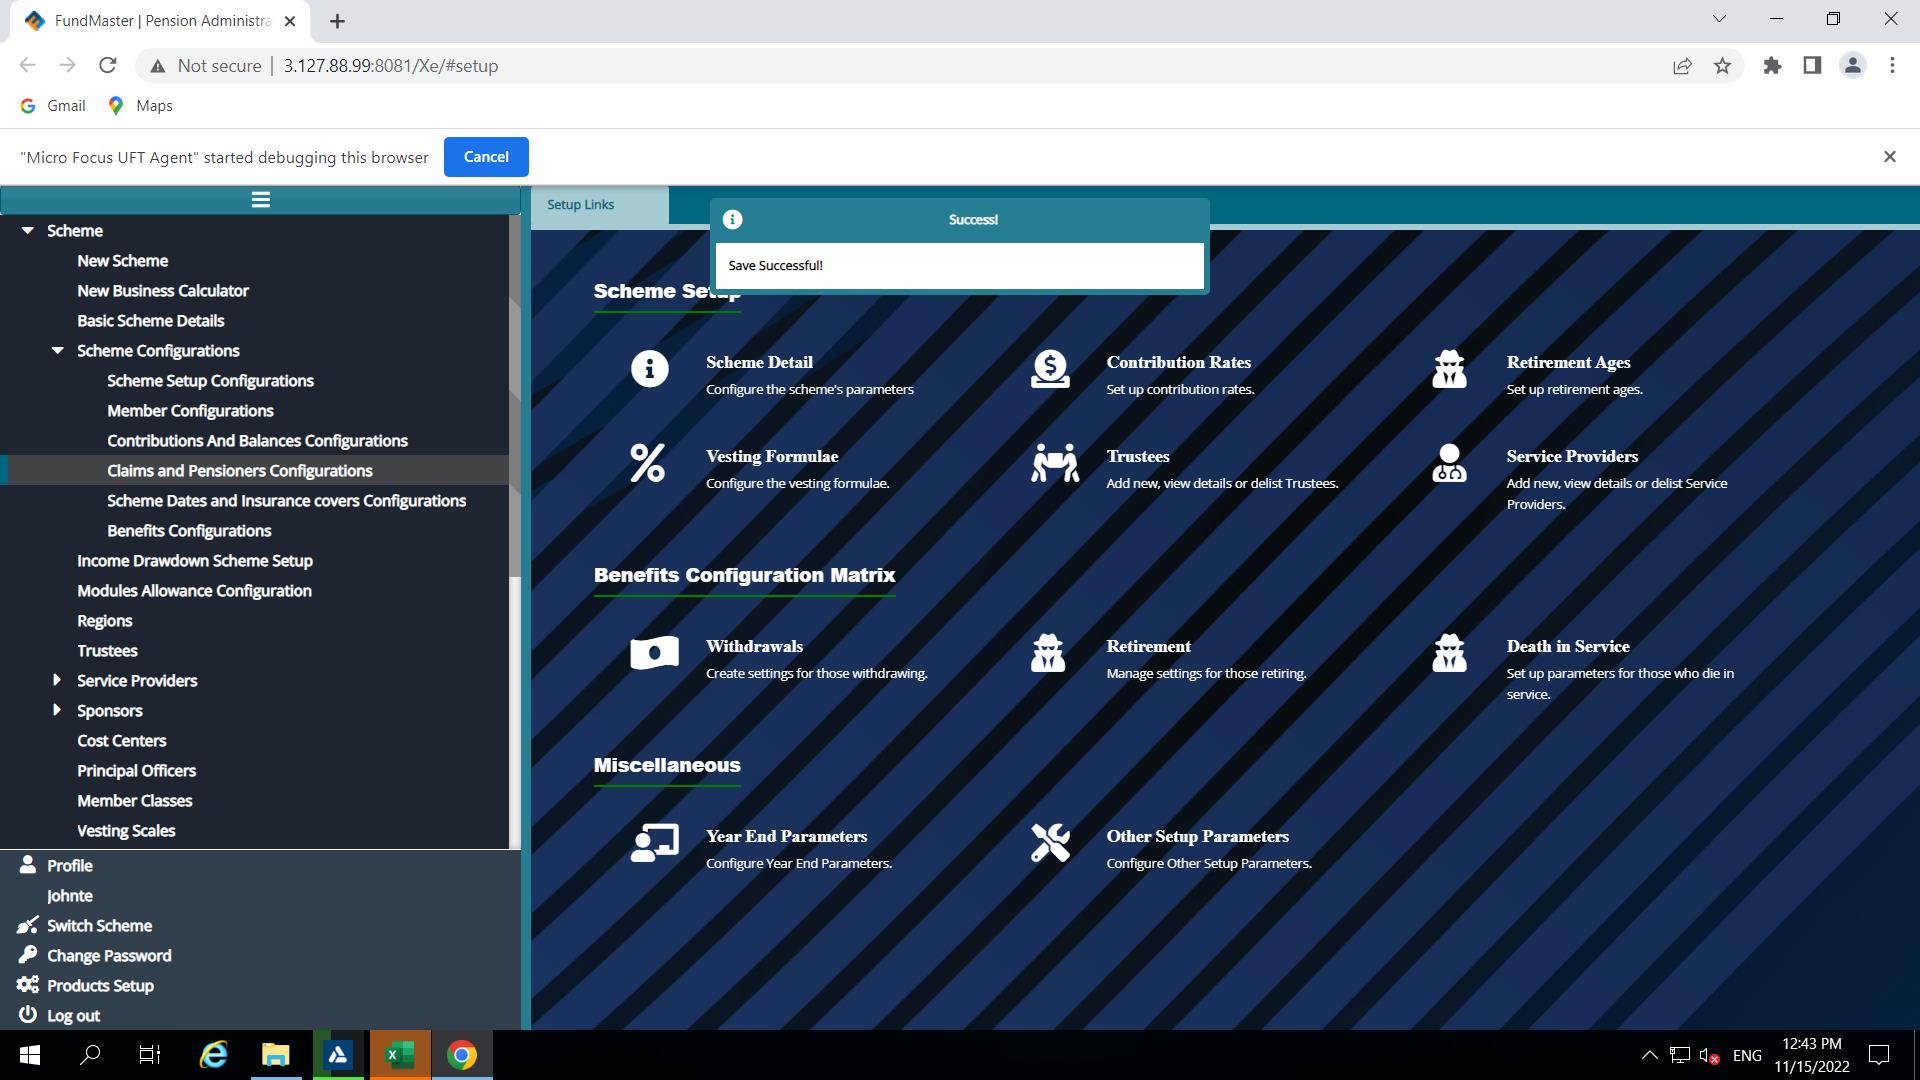 FundMaster | Pension Administra
Not secure | 3.127.88.99:8081/Xe/#setup
Gmail
Maps
"Micro Focus UFT Agent" started debugging this browser
Cancel
Scheme
New Scheme
New Business Calculator
Basic Scheme Details
Scheme Configurations
Scheme Setup Configurations
Member Configurations
Contributions And Balances Configurations
Claims and Pensioners Configurations
Scheme Dates and Insurance covers Configurations
Benefits Configurations
Income Drawdown Scheme Setup
Modules Allowance Configuration
Regions
Trustees
Service Providers
Sponsors
Cost Centers
Principal Officers
Member Classes
Vesting Scales
Profile
Johnte
Switch Scheme
Change Password
Products Setup
Log out
Setup Links
Success!
Save Successful!
Scheme Setup
Scheme Detail
Configure the scheme's parameters
Contribution Rates
Set up contribution rates.
Retirement Ages
Set up retirement ages.
Vesting Formulae
Configure the vesting formulae.
Trustees
Add new, view details or delist Trustees.
Service Providers
Add new, view details or delist Service
Providers.
Benefits Configuration Matrix
Withdrawals
Create settings for those withdrawing.
Retirement
Manage settings for those retiring.
Death in Service
Set up parameters for those who die in
service.
Miscellaneous
Year End Parameters
Configure Year End Parameters.
Other Setup Parameters
Configure Other Setup Parameters.
ENG
12:43 PM
11/15/2022